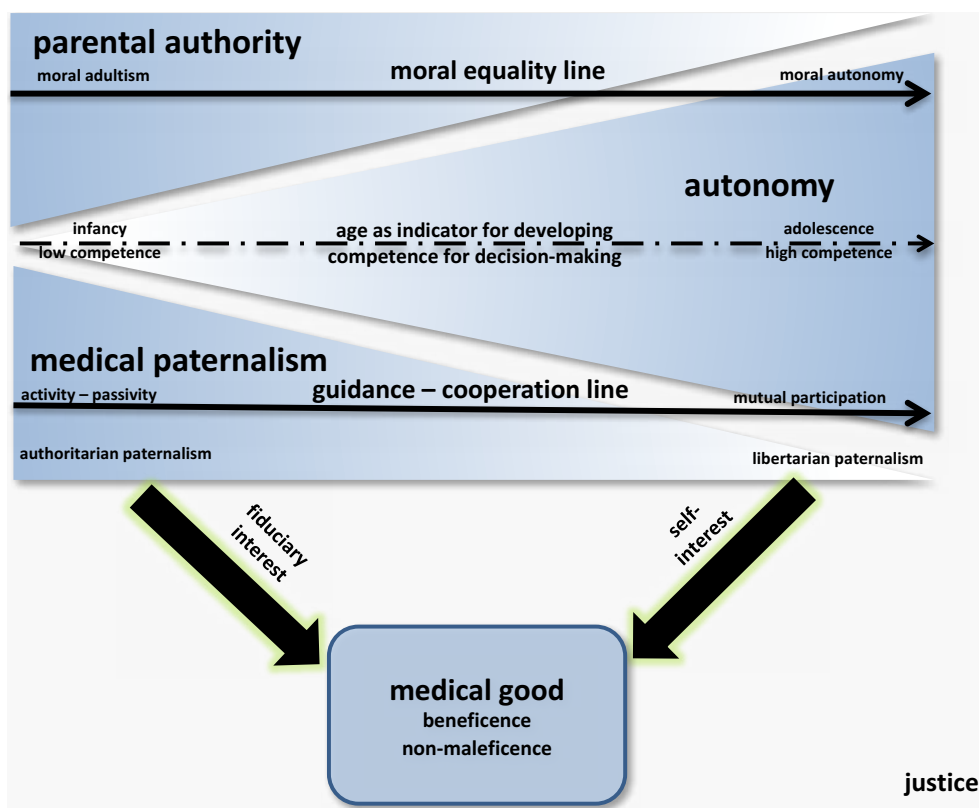 parental authority
moral adultism
moral equality line
moral autonomy
autonomy
infancy
low competence
age as indicator for developing
competence for decision-making
adolescence
high competence
medical paternalism
activity – passivity
guidance – cooperation line
mutual participation
authoritarian paternalism
libertarian paternalism
fiduciary
interest
self-
interest
medical good
beneficence
non-maleficence
justice